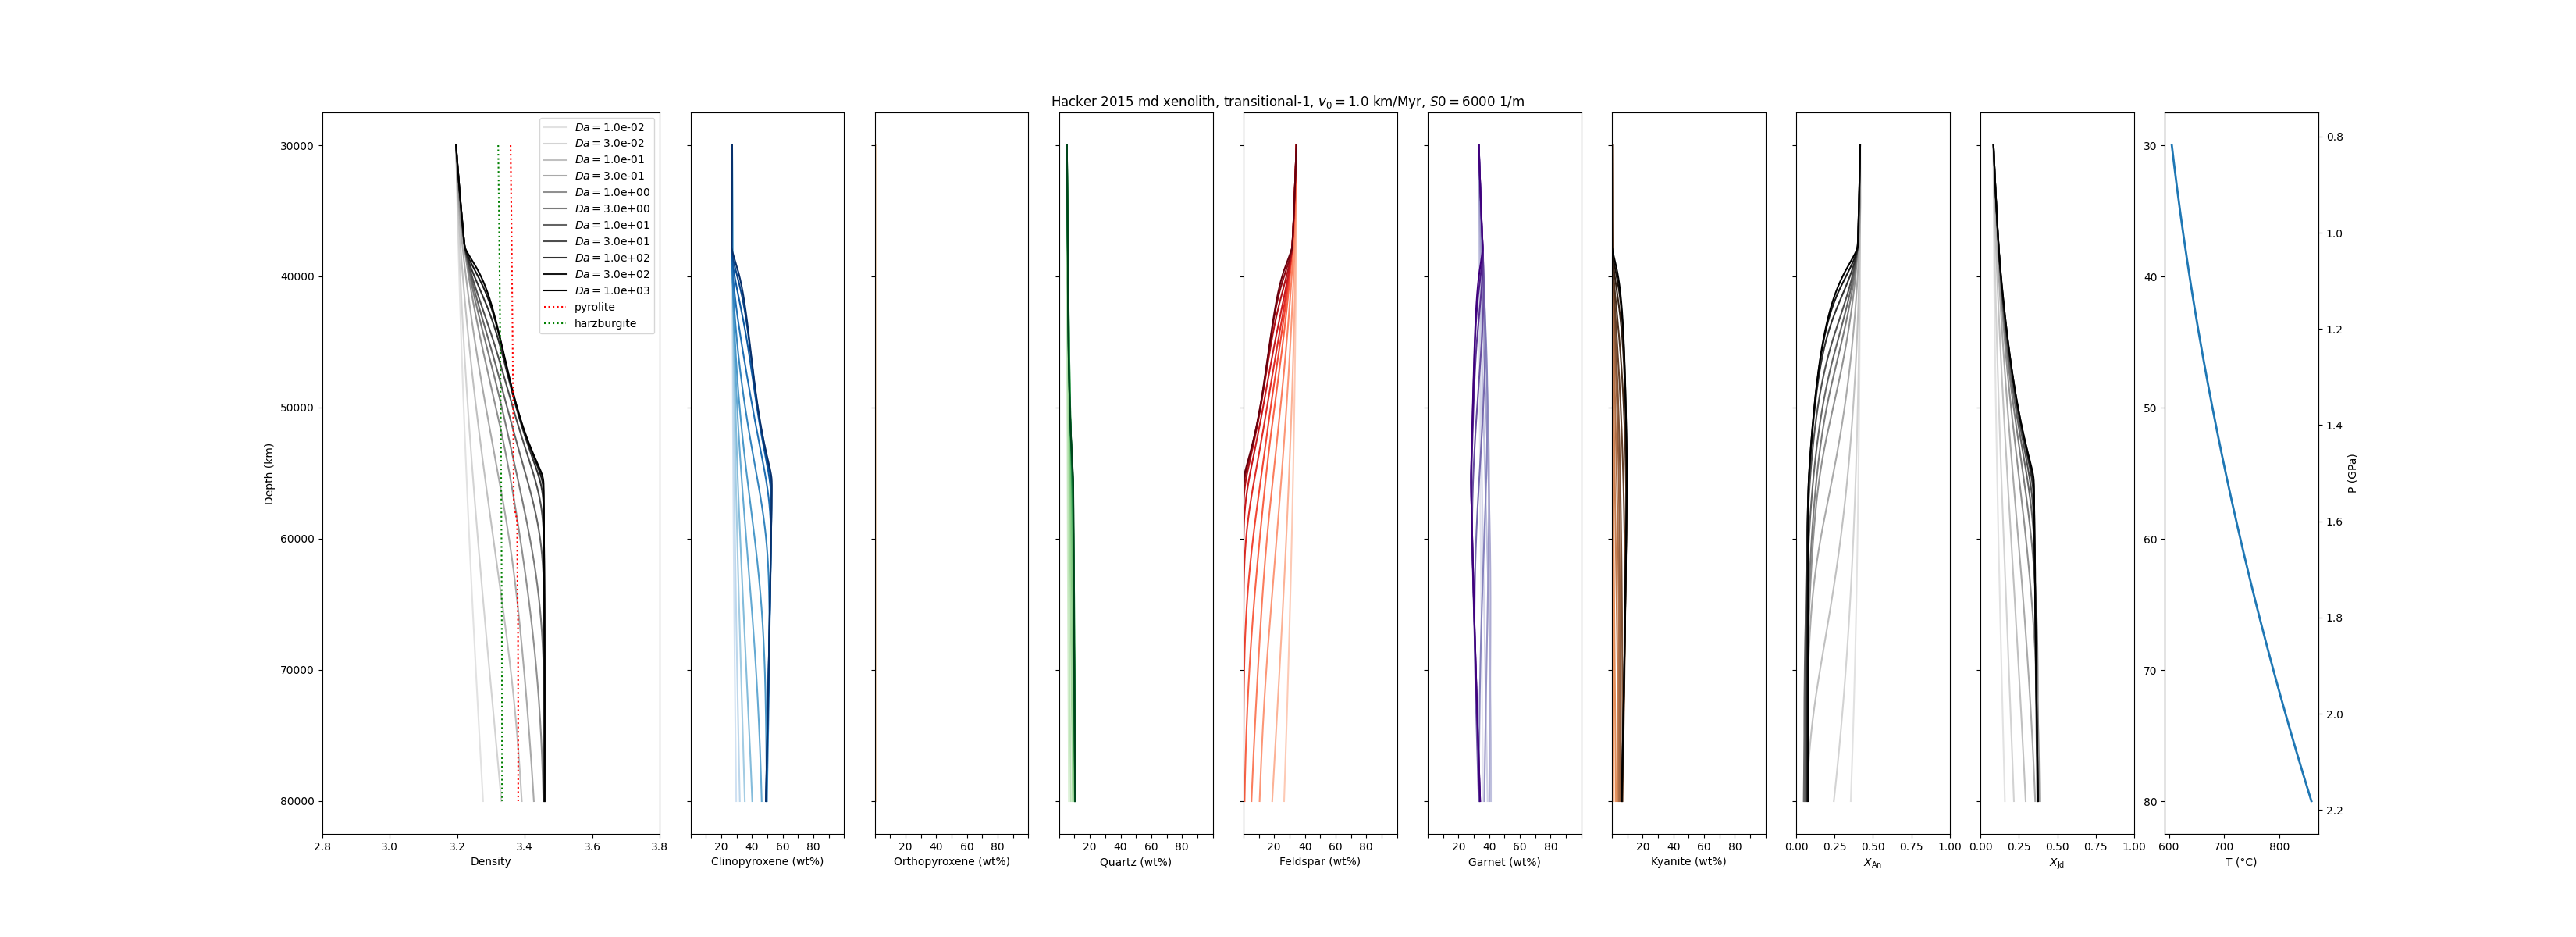 Hacker 2015 md xenolith, transitional-1, v₀ = 1.0 km/Myr, S0 = 6000 1/m
Da = 1.0e-02
Da = 3.0e-02
Da = 1.0e-01
Da = 3.0e-01
Da = 1.0e+00
Da = 3.0e+00
Da = 1.0e+01
Da = 3.0e+01
Da = 1.0e+02
Da = 3.0e+02
Da = 1.0e+03
pyrolite
harzburgite
Depth (km)
30000
40000
50000
60000
70000
80000
2.8 3.0 3.2 3.4 3.6 3.8
Density
20 40 60 80
Clinopyroxene (wt%)
20 40 60 80
Orthopyroxene (wt%)
20 40 60 80
Quartz (wt%)
20 40 60 80
Feldspar (wt%)
20 40 60 80
Garnet (wt%)
20 40 60 80
Kyanite (wt%)
0.00 0.25 0.50 0.75 1.00
X_An
0.00 0.25 0.50 0.75 1.00
X_Jd
30
40
50
60
70
80
600 700 800
T (°C)
0.8
1.0
1.2
1.4
1.6
1.8
2.0
2.2
P (GPa)